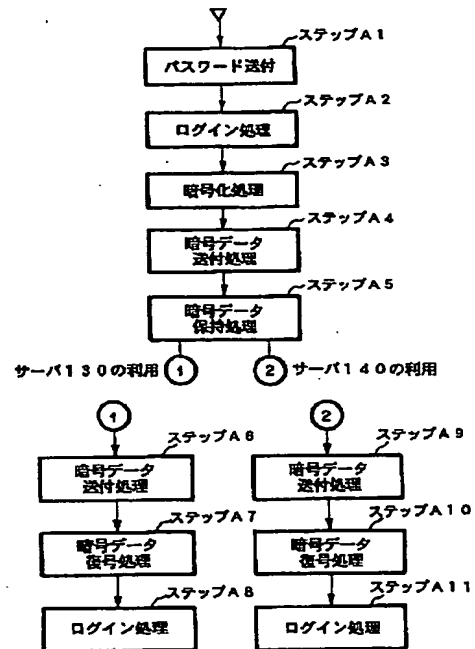 ステップA1
パスワード送付
ステップA2
ログイン処理
ステップA3
暗号化処理
ステップA4
暗号データ
送付処理
ステップA5
暗号データ
保持処理
サーバ130の利用 1
2 サーバ140の利用
1
ステップA6
暗号データ
送付処理
ステップA7
暗号データ
復号処理
ステップA8
ログイン処理
2
ステップA9
暗号データ
送付処理
ステップA10
暗号データ
復号処理
ステップA11
ログイン処理